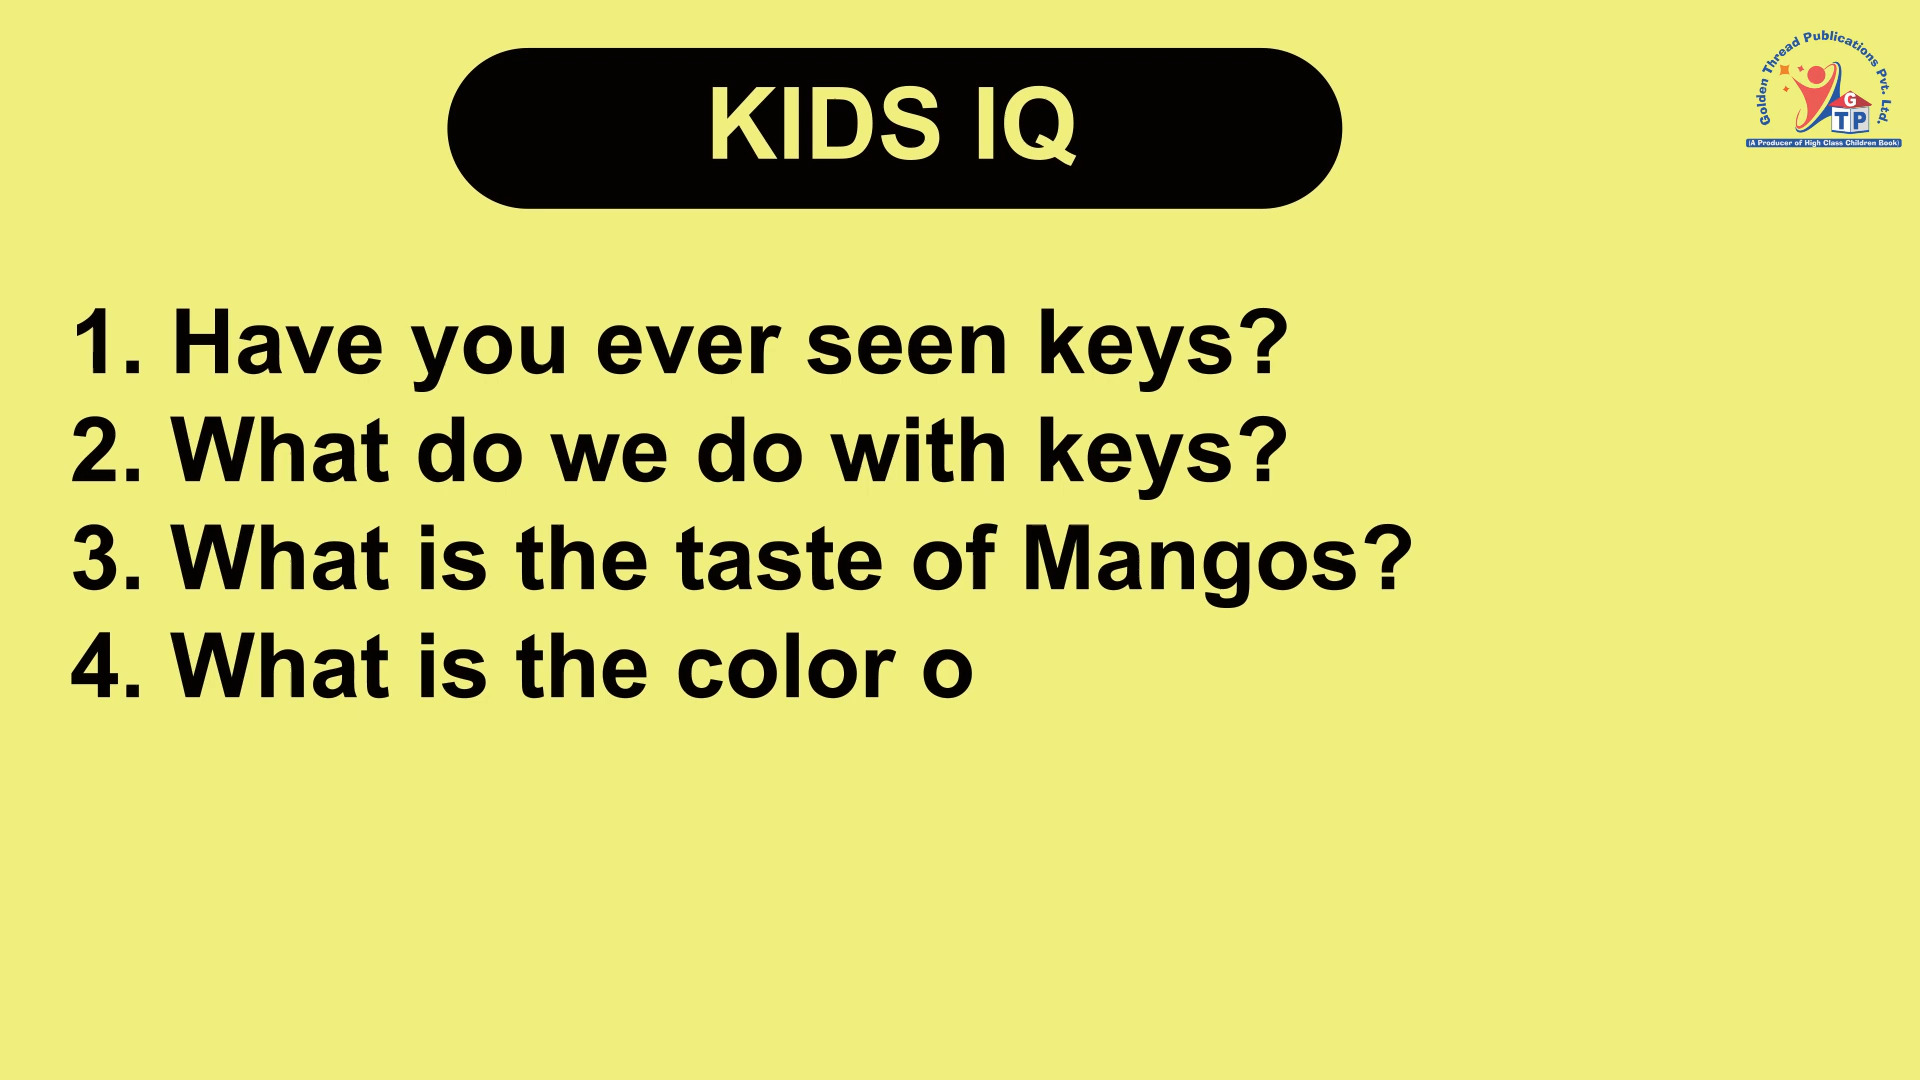 KIDS IQ
Golden Thread Publications Pvt. Ltd.
G
TP
(A Producer of High Class Children Book)
1. Have you ever seen keys?
2. What do we do with keys?
3. What is the taste of Mangos?
4. What is the color o